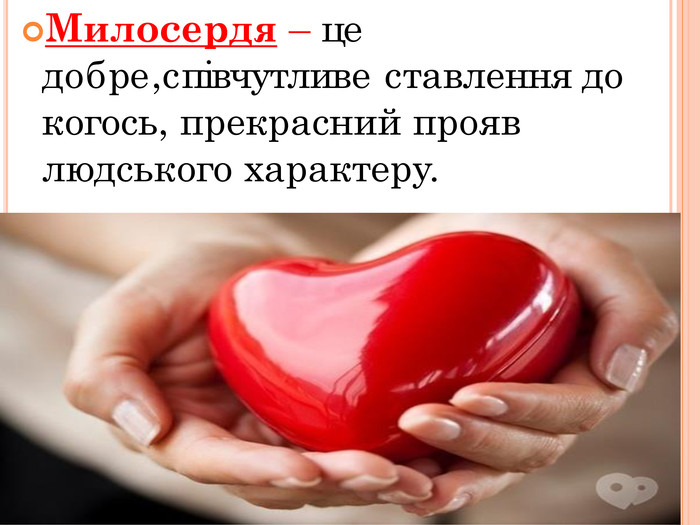 Милосердя – це
добре,співчутливе ставлення до
когось, прекрасний прояв
людського характеру.